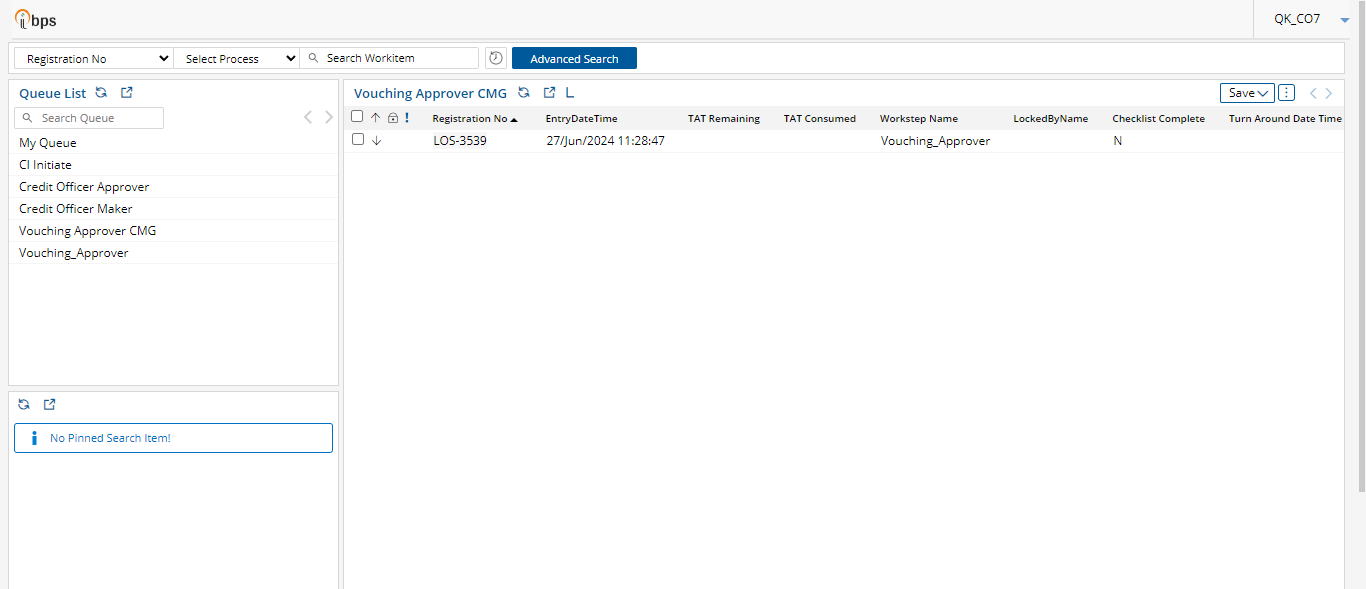 ibps
QK_CO7
Registration No
Select Process
Search Workitem
Advanced Search
Queue List
Search Queue
My Queue
CI Initiate
Credit Officer Approver
Credit Officer Maker
Vouching Approver CMG
Vouching_Approver
No Pinned Search Item!
Vouching Approver CMG
Save
Registration No EntryDateTime TAT Remaining TAT Consumed Workstep Name LockedByName Checklist Complete Turn Around Date Time
LOS-3539 27/Jun/2024 11:28:47 Vouching_Approver N